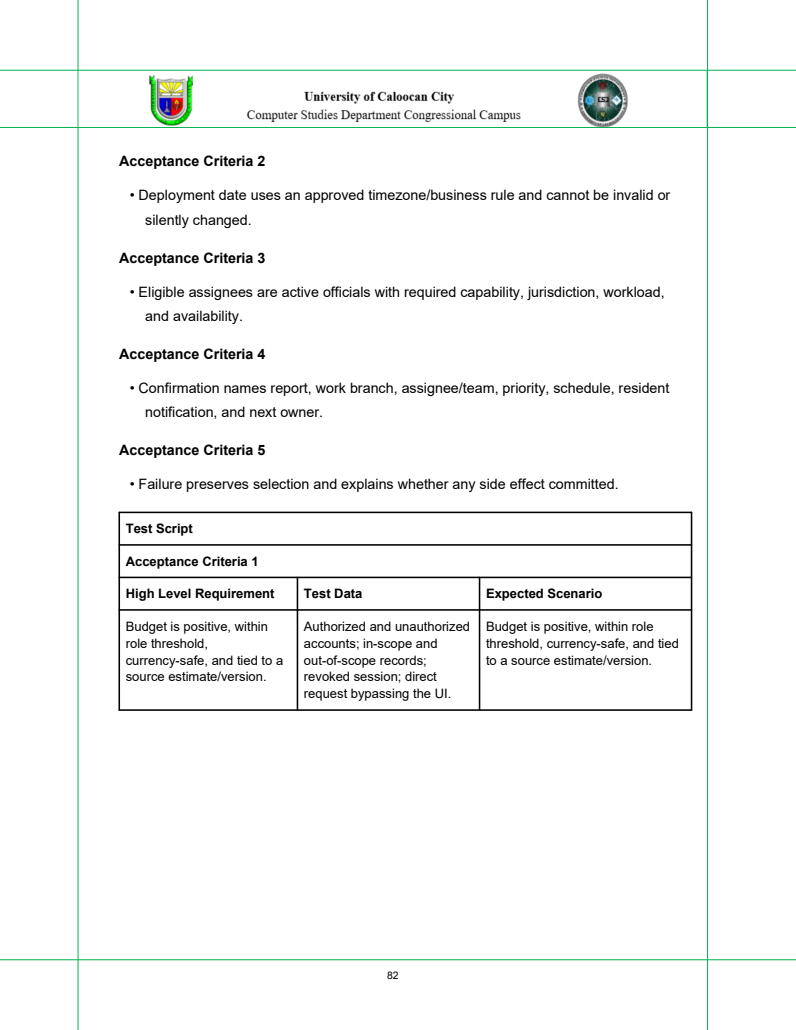 University of Caloocan City
Computer Studies Department Congressional Campus
Acceptance Criteria 2
• Deployment date uses an approved timezone/business rule and cannot be invalid or
silently changed.
Acceptance Criteria 3
• Eligible assignees are active officials with required capability, jurisdiction, workload,
and availability.
Acceptance Criteria 4
• Confirmation names report, work branch, assignee/team, priority, schedule, resident
notification, and next owner.
Acceptance Criteria 5
• Failure preserves selection and explains whether any side effect committed.
Test Script
Acceptance Criteria 1
High Level Requirement
Test Data
Expected Scenario
Budget is positive, within
role threshold,
currency-safe, and tied to a
source estimate/version.
Authorized and unauthorized
accounts; in-scope and
out-of-scope records;
revoked session; direct
request bypassing the UI.
Budget is positive, within role
threshold, currency-safe, and tied
to a source estimate/version.
82